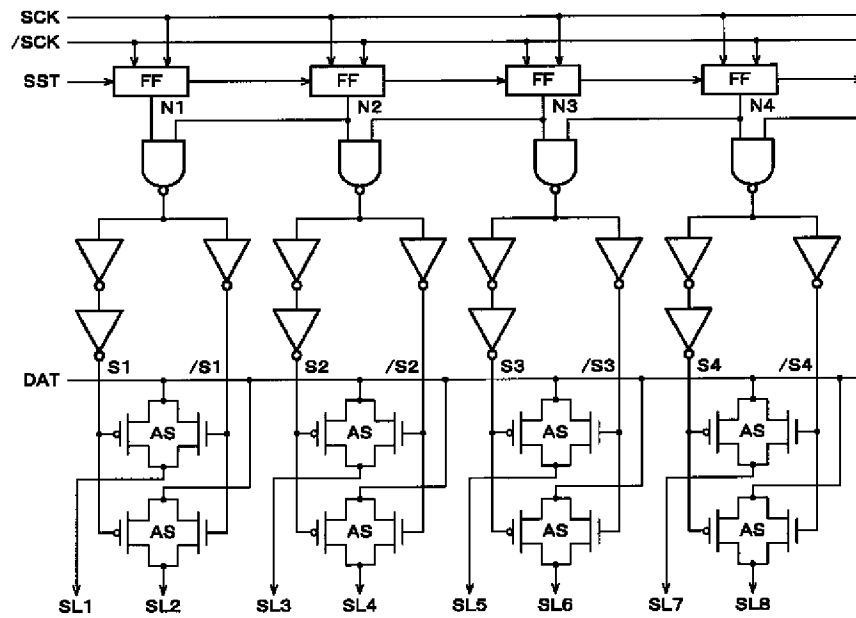 SCK
/SCK
SST FF FF FF FF
N1 N2 N3 N4
S1 /S1 S2 /S2 S3 /S3 S4 /S4
DAT
AS AS AS AS
AS AS AS AS
SL1 SL2 SL3 SL4 SL5 SL6 SL7 SL8